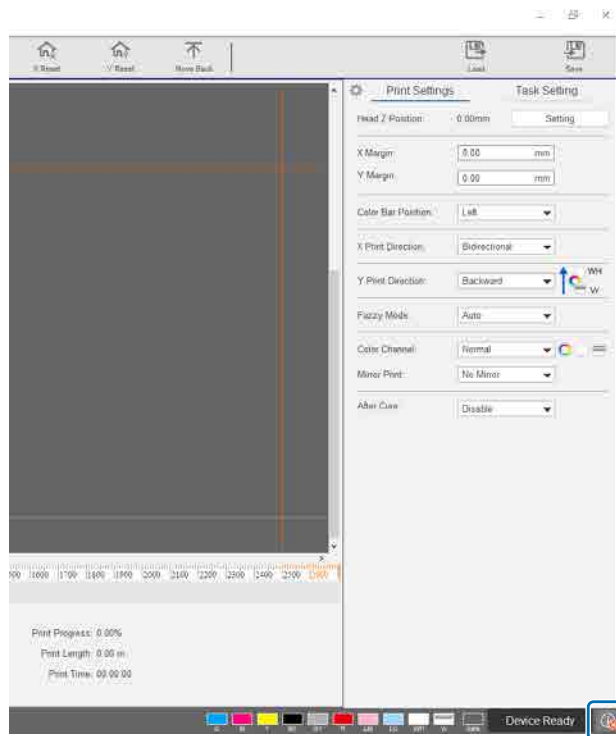 X Reset
Y Reset
Move Back
Load
Save
Print Settings
Task Setting
Head Z Position:
0.00mm
Setting
X Margin:
0.00
mm
Y Margin:
0.00
mm
Color Bar Position:
Left
X Print Direction:
Bidirectional
Y Print Direction:
Backward
WH
W
Fuzzy Mode:
Auto
Color Channel:
Normal
Mirror Print:
No Mirror
After Cure
Disable
1600 1700 1800 1900 2000 2100 2200 2300 2400 2500
Print Progress: 0.00%
Print Length: 0.00 m
Print Time: 00:00:00
Device Ready